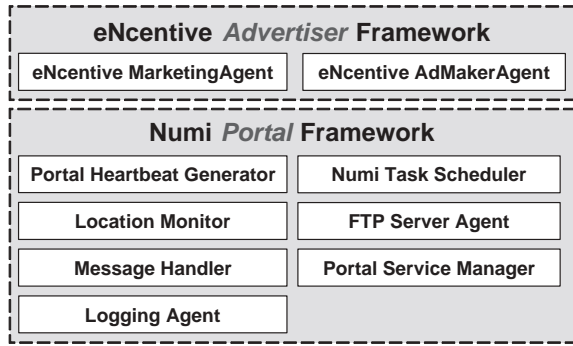 eNcentive Advertiser Framework
eNcentive MarketingAgent
eNcentive AdMakerAgent
Numi Portal Framework
Portal Heartbeat Generator
Numi Task Scheduler
Location Monitor
FTP Server Agent
Message Handler
Portal Service Manager
Logging Agent